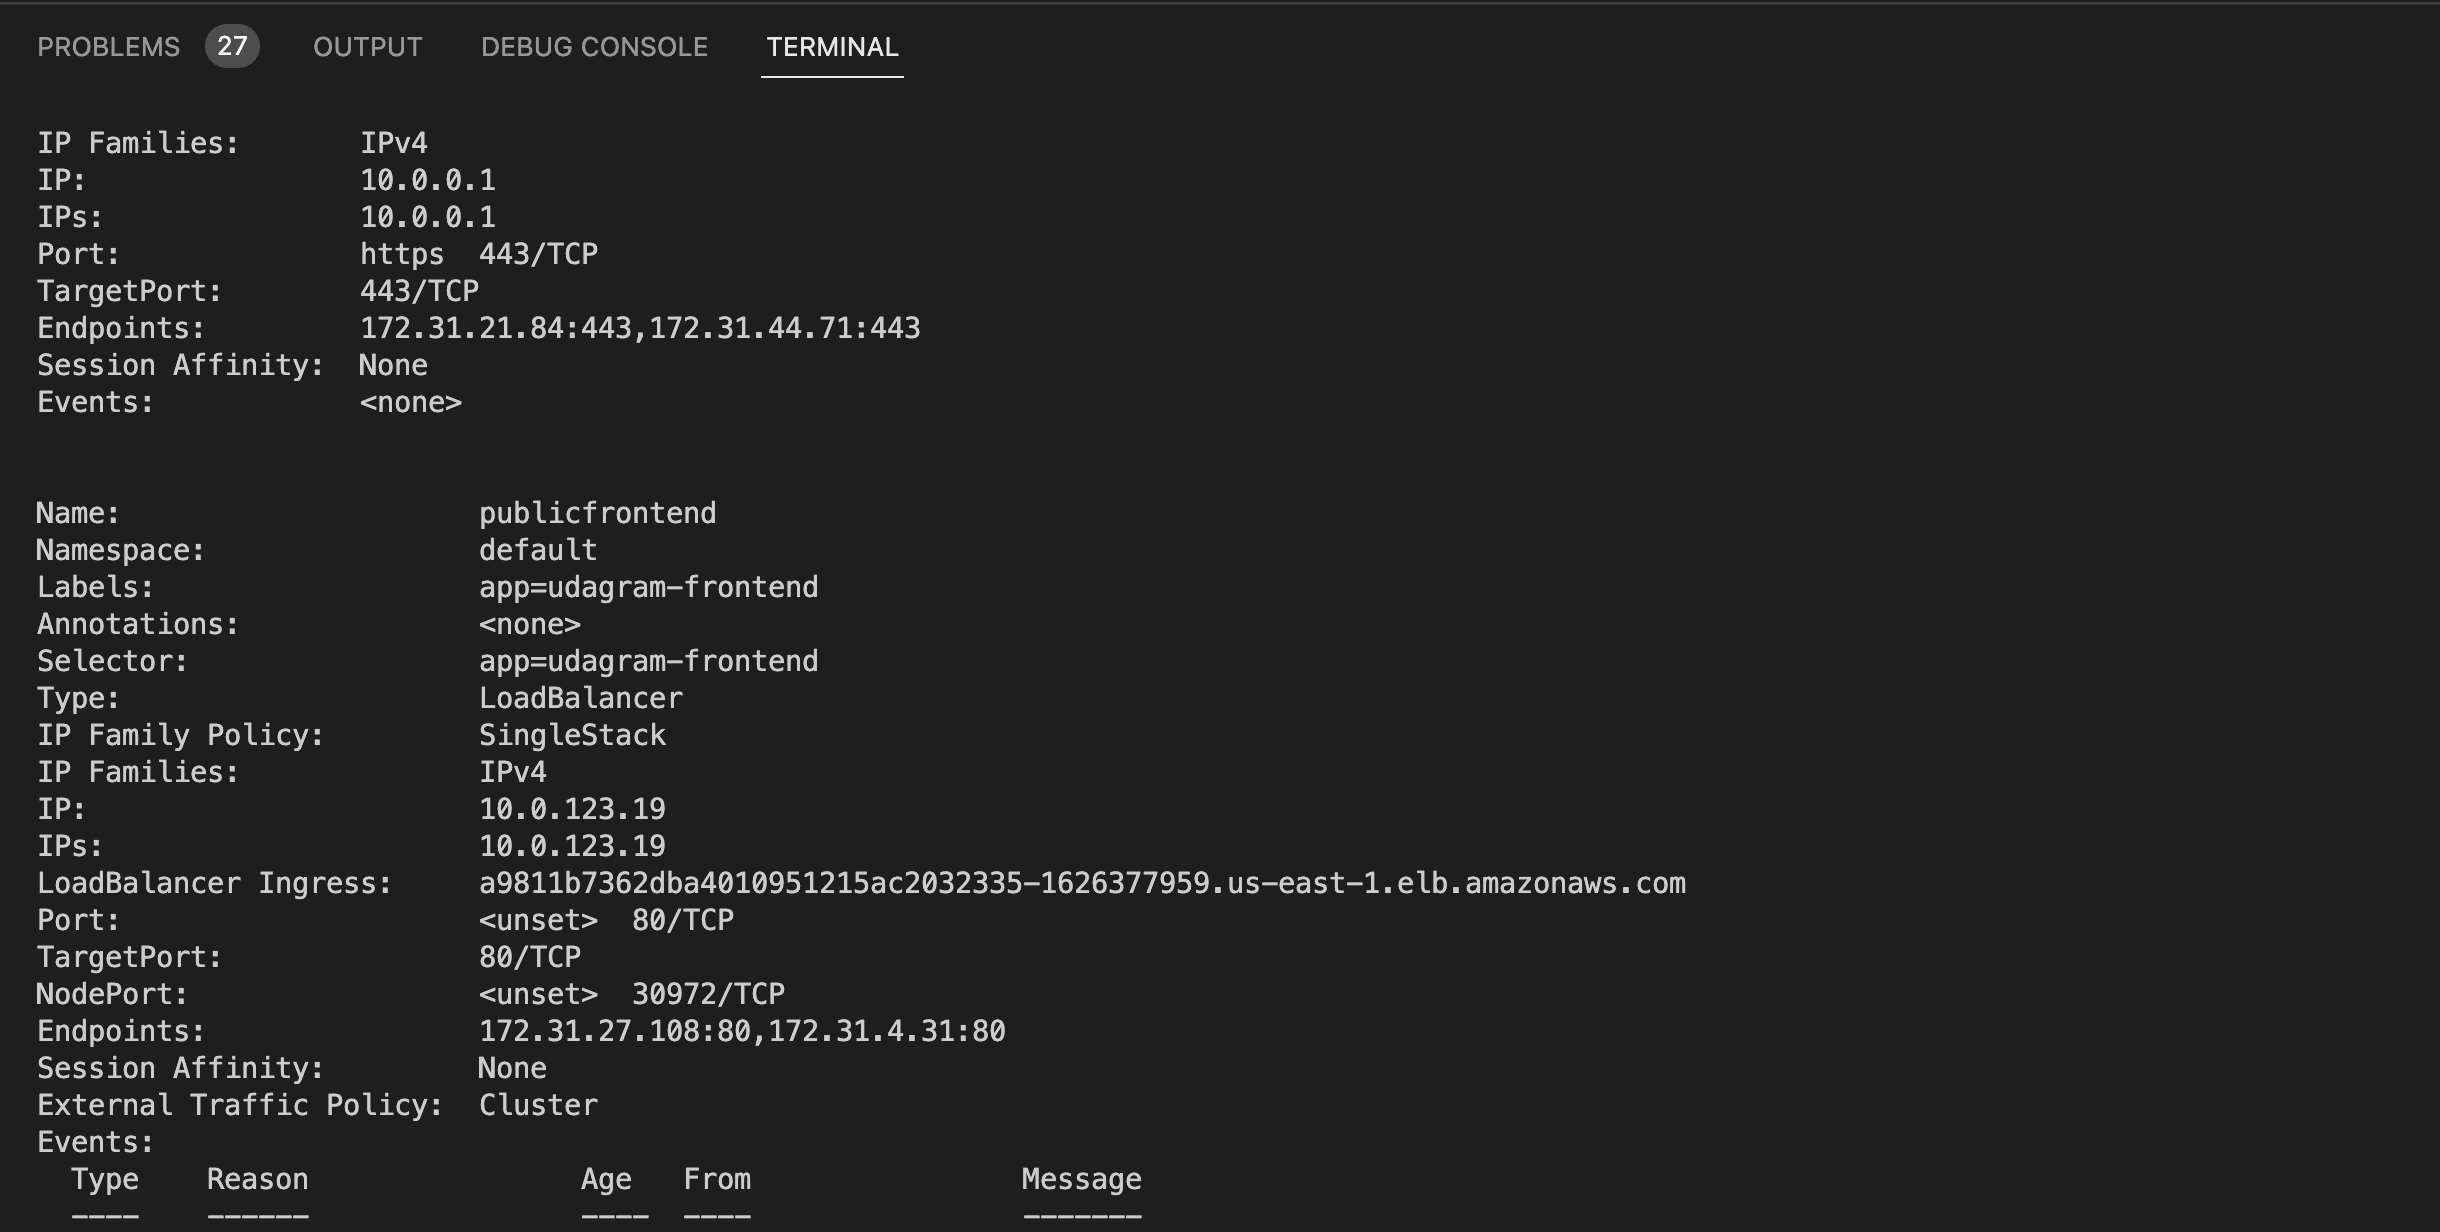 PROBLEMS 27 OUTPUT DEBUG CONSOLE TERMINAL
IP Families: IPv4
IP: 10.0.0.1
IPs: 10.0.0.1
Port: https 443/TCP
TargetPort: 443/TCP
Endpoints: 172.31.21.84:443,172.31.44.71:443
Session Affinity: None
Events: <none>
Name: publicfrontend
Namespace: default
Labels: app=udagram-frontend
Annotations: <none>
Selector: app=udagram-frontend
Type: LoadBalancer
IP Family Policy: SingleStack
IP Families: IPv4
IP: 10.0.123.19
IPs: 10.0.123.19
LoadBalancer Ingress: a9811b7362dba4010951215ac2032335-1626377959.us-east-1.elb.amazonaws.com
Port: <unset> 80/TCP
TargetPort: 80/TCP
NodePort: <unset> 30972/TCP
Endpoints: 172.31.27.108:80,172.31.4.31:80
Session Affinity: None
External Traffic Policy: Cluster
Events:
Type Reason Age From Message
---- ------ ---- ---- -------